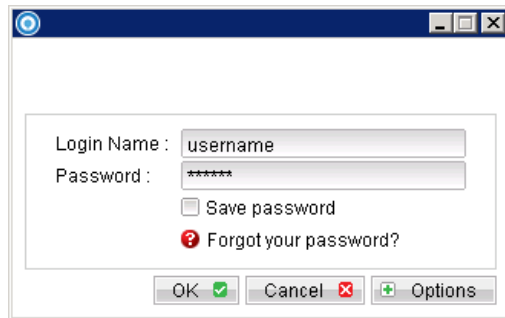 Login Name : username
Password : ******
Save password
Forgot your password?
OK Cancel Options